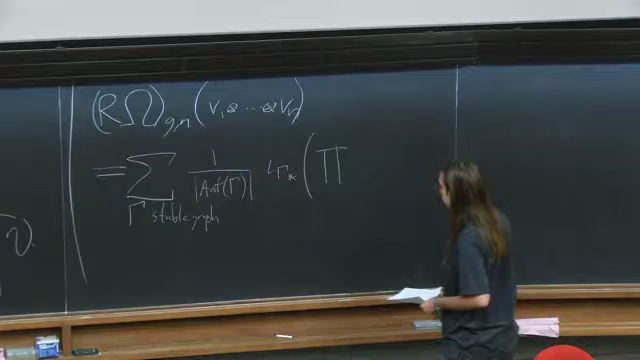 (RΩ)_{g,n} (v_1 ⊗ ... ⊗ v_n)
= Σ_{Γ stable graph} 1/|Aut(Γ)| ι_{Γ*} ( ∏
v.